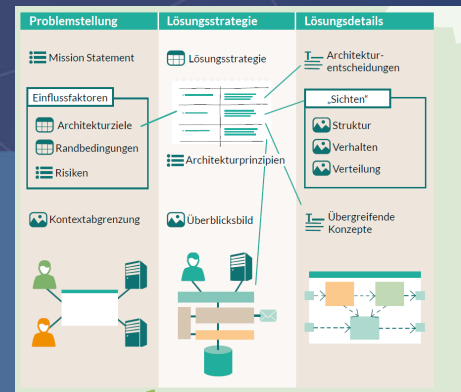 Problemstellung
Mission Statement
Einflussfaktoren
Architekturziele
Randbedingungen
Risiken
Kontextabgrenzung
Lösungsstrategie
Lösungsstrategie
Architekturprinzipien
Überblicksbild
Lösungsdetails
Architektur-
entscheidungen
„Sichten“
Struktur
Verhalten
Verteilung
Übergreifende
Konzepte